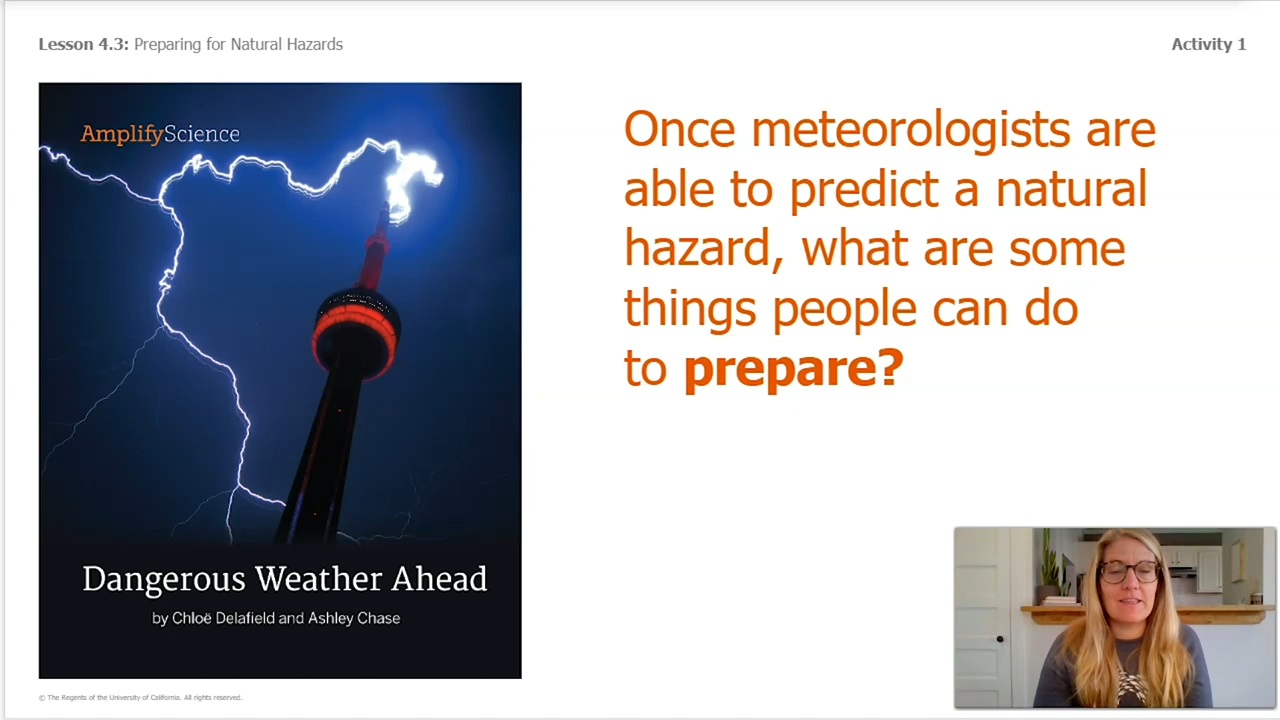 Lesson 4.3: Preparing for Natural Hazards
Activity 1
AmplifyScience
Once meteorologists are
able to predict a natural
hazard, what are some
things people can do
to prepare?
Dangerous Weather Ahead
by Chloë Delafield and Ashley Chase
© The Regents of the University of California. All rights reserved.